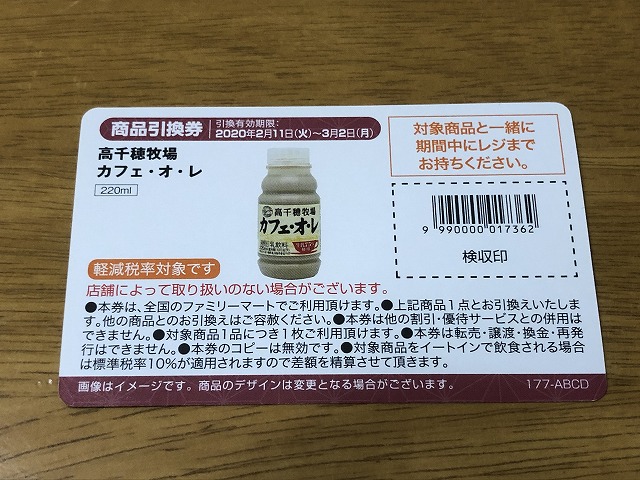 商品引換券
引換有効期限:
2020年2月11日(火)~3月2日(月)
高千穂牧場
カフェ・オ・レ
220ml
対象商品と一緒に
期間中にレジまで
お持ちください。
高千穂牧場
カフェ・オ・レ
乳飲料
9 990000 017362
検収印
軽減税率対象です
店舗によって取り扱いのない場合がございます。
●本券は、全国のファミリーマートでご利用頂けます。●上記商品1点とお引換えいたしま
す。他の商品とのお引換えはご容赦ください。●本券は他の割引・優待サービスとの併用は
できません。●対象商品1品につき1枚ご利用頂けます。●本券は転売・譲渡・換金・再発
行はできません。●本券のコピーは無効です。●対象商品をイートインで飲食される場合
は標準税率10%が適用されますので差額を精算させて頂きます。
画像はイメージです。商品のデザインは変更となる場合がございます。
177-ABCD